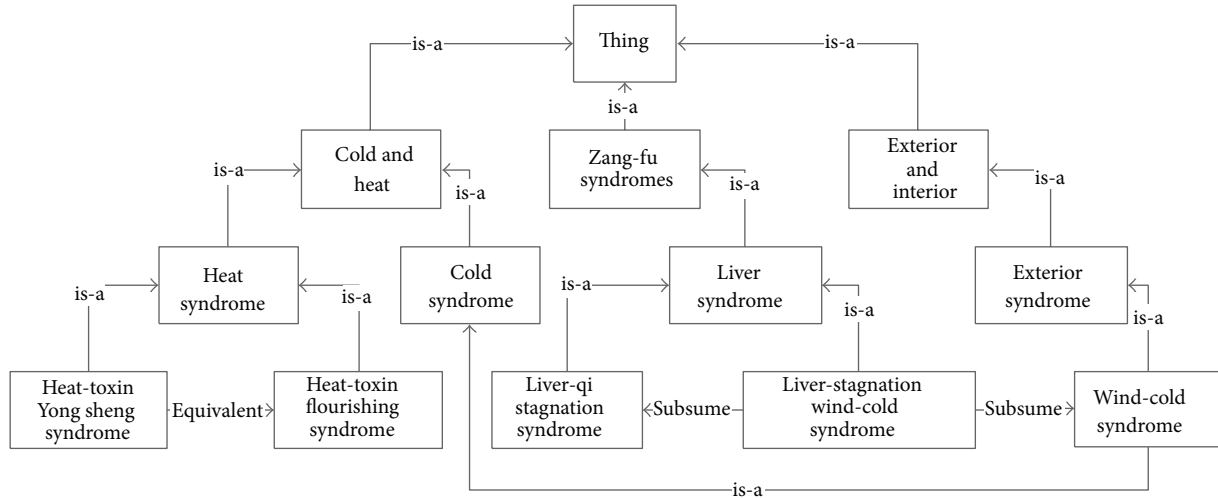 Thing
is-a
is-a
is-a
Cold and
heat
Zang-fu
syndromes
Exterior
and
interior
is-a
is-a
is-a
is-a
Heat
syndrome
Cold
syndrome
Liver
syndrome
Exterior
syndrome
is-a
is-a
is-a
is-a
is-a
Heat-toxin
Yong sheng
syndrome
Equivalent
Heat-toxin
flourishing
syndrome
Liver-qi
stagnation
syndrome
Subsume
Liver-stagnation
wind-cold
syndrome
Subsume
Wind-cold
syndrome
is-a